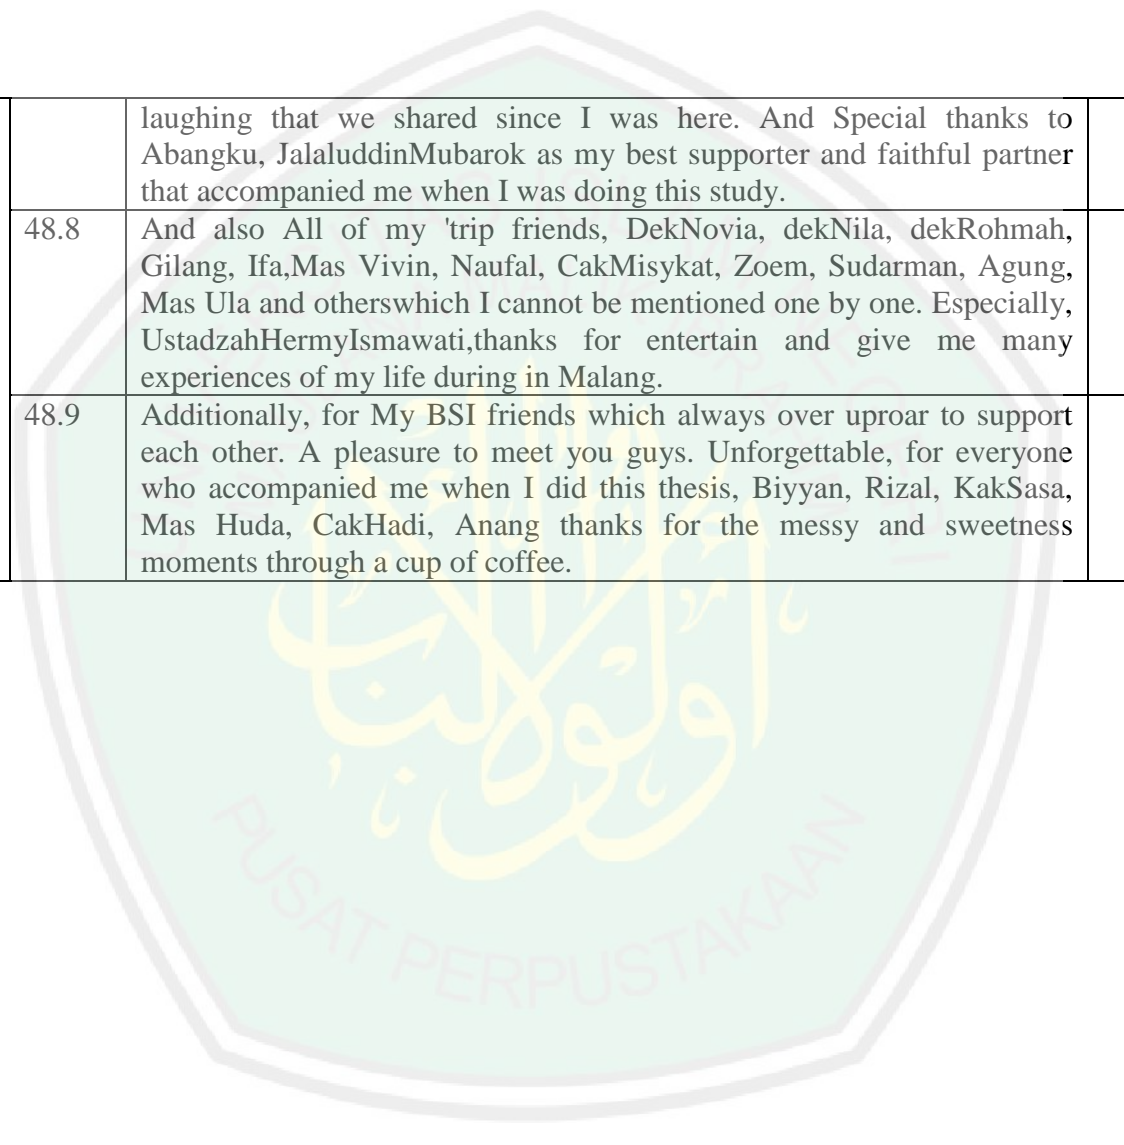 laughing that we shared since I was here. And Special thanks to
Abangku, JalaluddinMubarok as my best supporter and faithful partner
that accompanied me when I was doing this study.
48.8 And also All of my 'trip friends, DekNovia, dekNila, dekRohmah,
Gilang, Ifa,Mas Vivin, Naufal, CakMisykat, Zoem, Sudarman, Agung,
Mas Ula and otherswhich I cannot be mentioned one by one. Especially,
UstadzahHermyIsmawati,thanks for entertain and give me many
experiences of my life during in Malang.
48.9 Additionally, for My BSI friends which always over uproar to support
each other. A pleasure to meet you guys. Unforgettable, for everyone
who accompanied me when I did this thesis, Biyyan, Rizal, KakSasa,
Mas Huda, CakHadi, Anang thanks for the messy and sweetness
moments through a cup of coffee.
PUSAT PERPUSTAKAAN